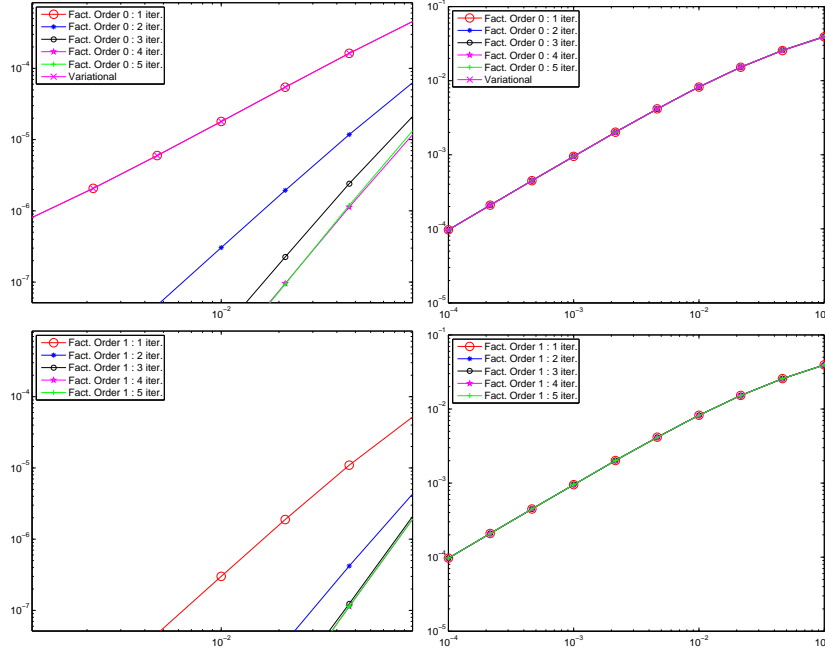 Fact. Order 0 : 1 iter.
Fact. Order 0 : 2 iter.
Fact. Order 0 : 3 iter.
Fact. Order 0 : 4 iter.
Fact. Order 0 : 5 iter.
Variational
10^-4
10^-5
10^-6
10^-7
10^-2
10^-1
Fact. Order 0 : 1 iter.
Fact. Order 0 : 2 iter.
Fact. Order 0 : 3 iter.
Fact. Order 0 : 4 iter.
Fact. Order 0 : 5 iter.
Variational
10^-2
10^-3
10^-4
10^-5
10^-4 10^-3 10^-2 10
Fact. Order 1 : 1 iter.
Fact. Order 1 : 2 iter.
Fact. Order 1 : 3 iter.
Fact. Order 1 : 4 iter.
Fact. Order 1 : 5 iter.
10^-4
10^-5
10^-6
10^-7
10^-2
10^-1
Fact. Order 1 : 1 iter.
Fact. Order 1 : 2 iter.
Fact. Order 1 : 3 iter.
Fact. Order 1 : 4 iter.
Fact. Order 1 : 5 iter.
10^-2
10^-3
10^-4
10^-5
10^-4 10^-3 10^-2 10